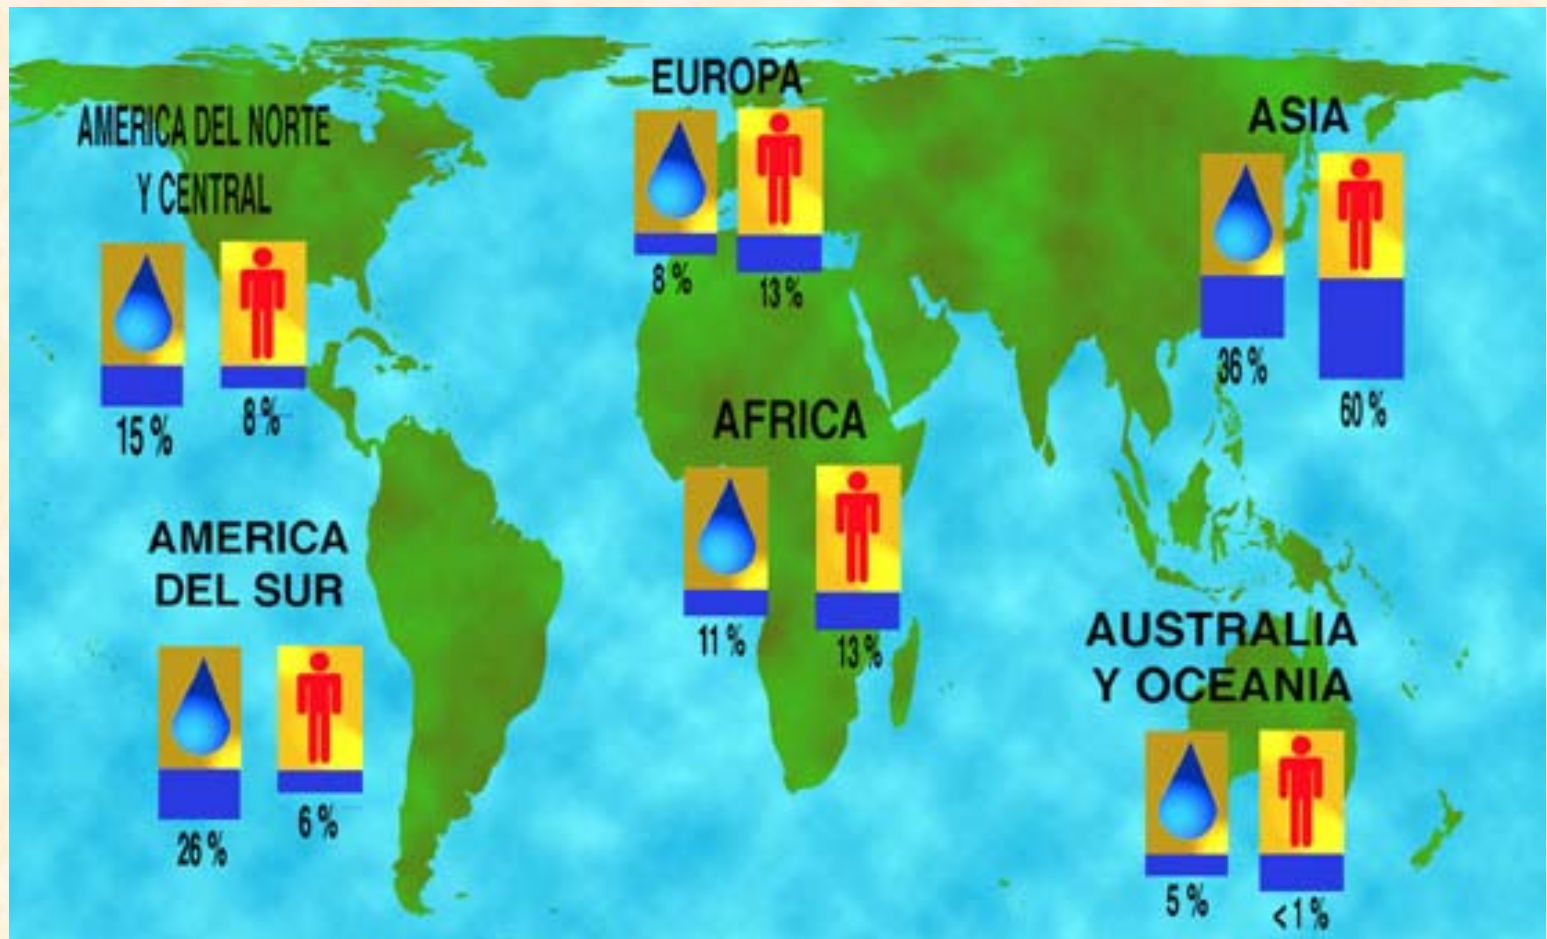 AMERICA DEL NORTE
Y CENTRAL
15 %
8 %
EUROPA
8 %
13 %
ASIA
36 %
60 %
AMERICA
DEL SUR
26 %
6 %
AFRICA
11 %
13 %
AUSTRALIA
Y OCEANIA
5 %
< 1 %